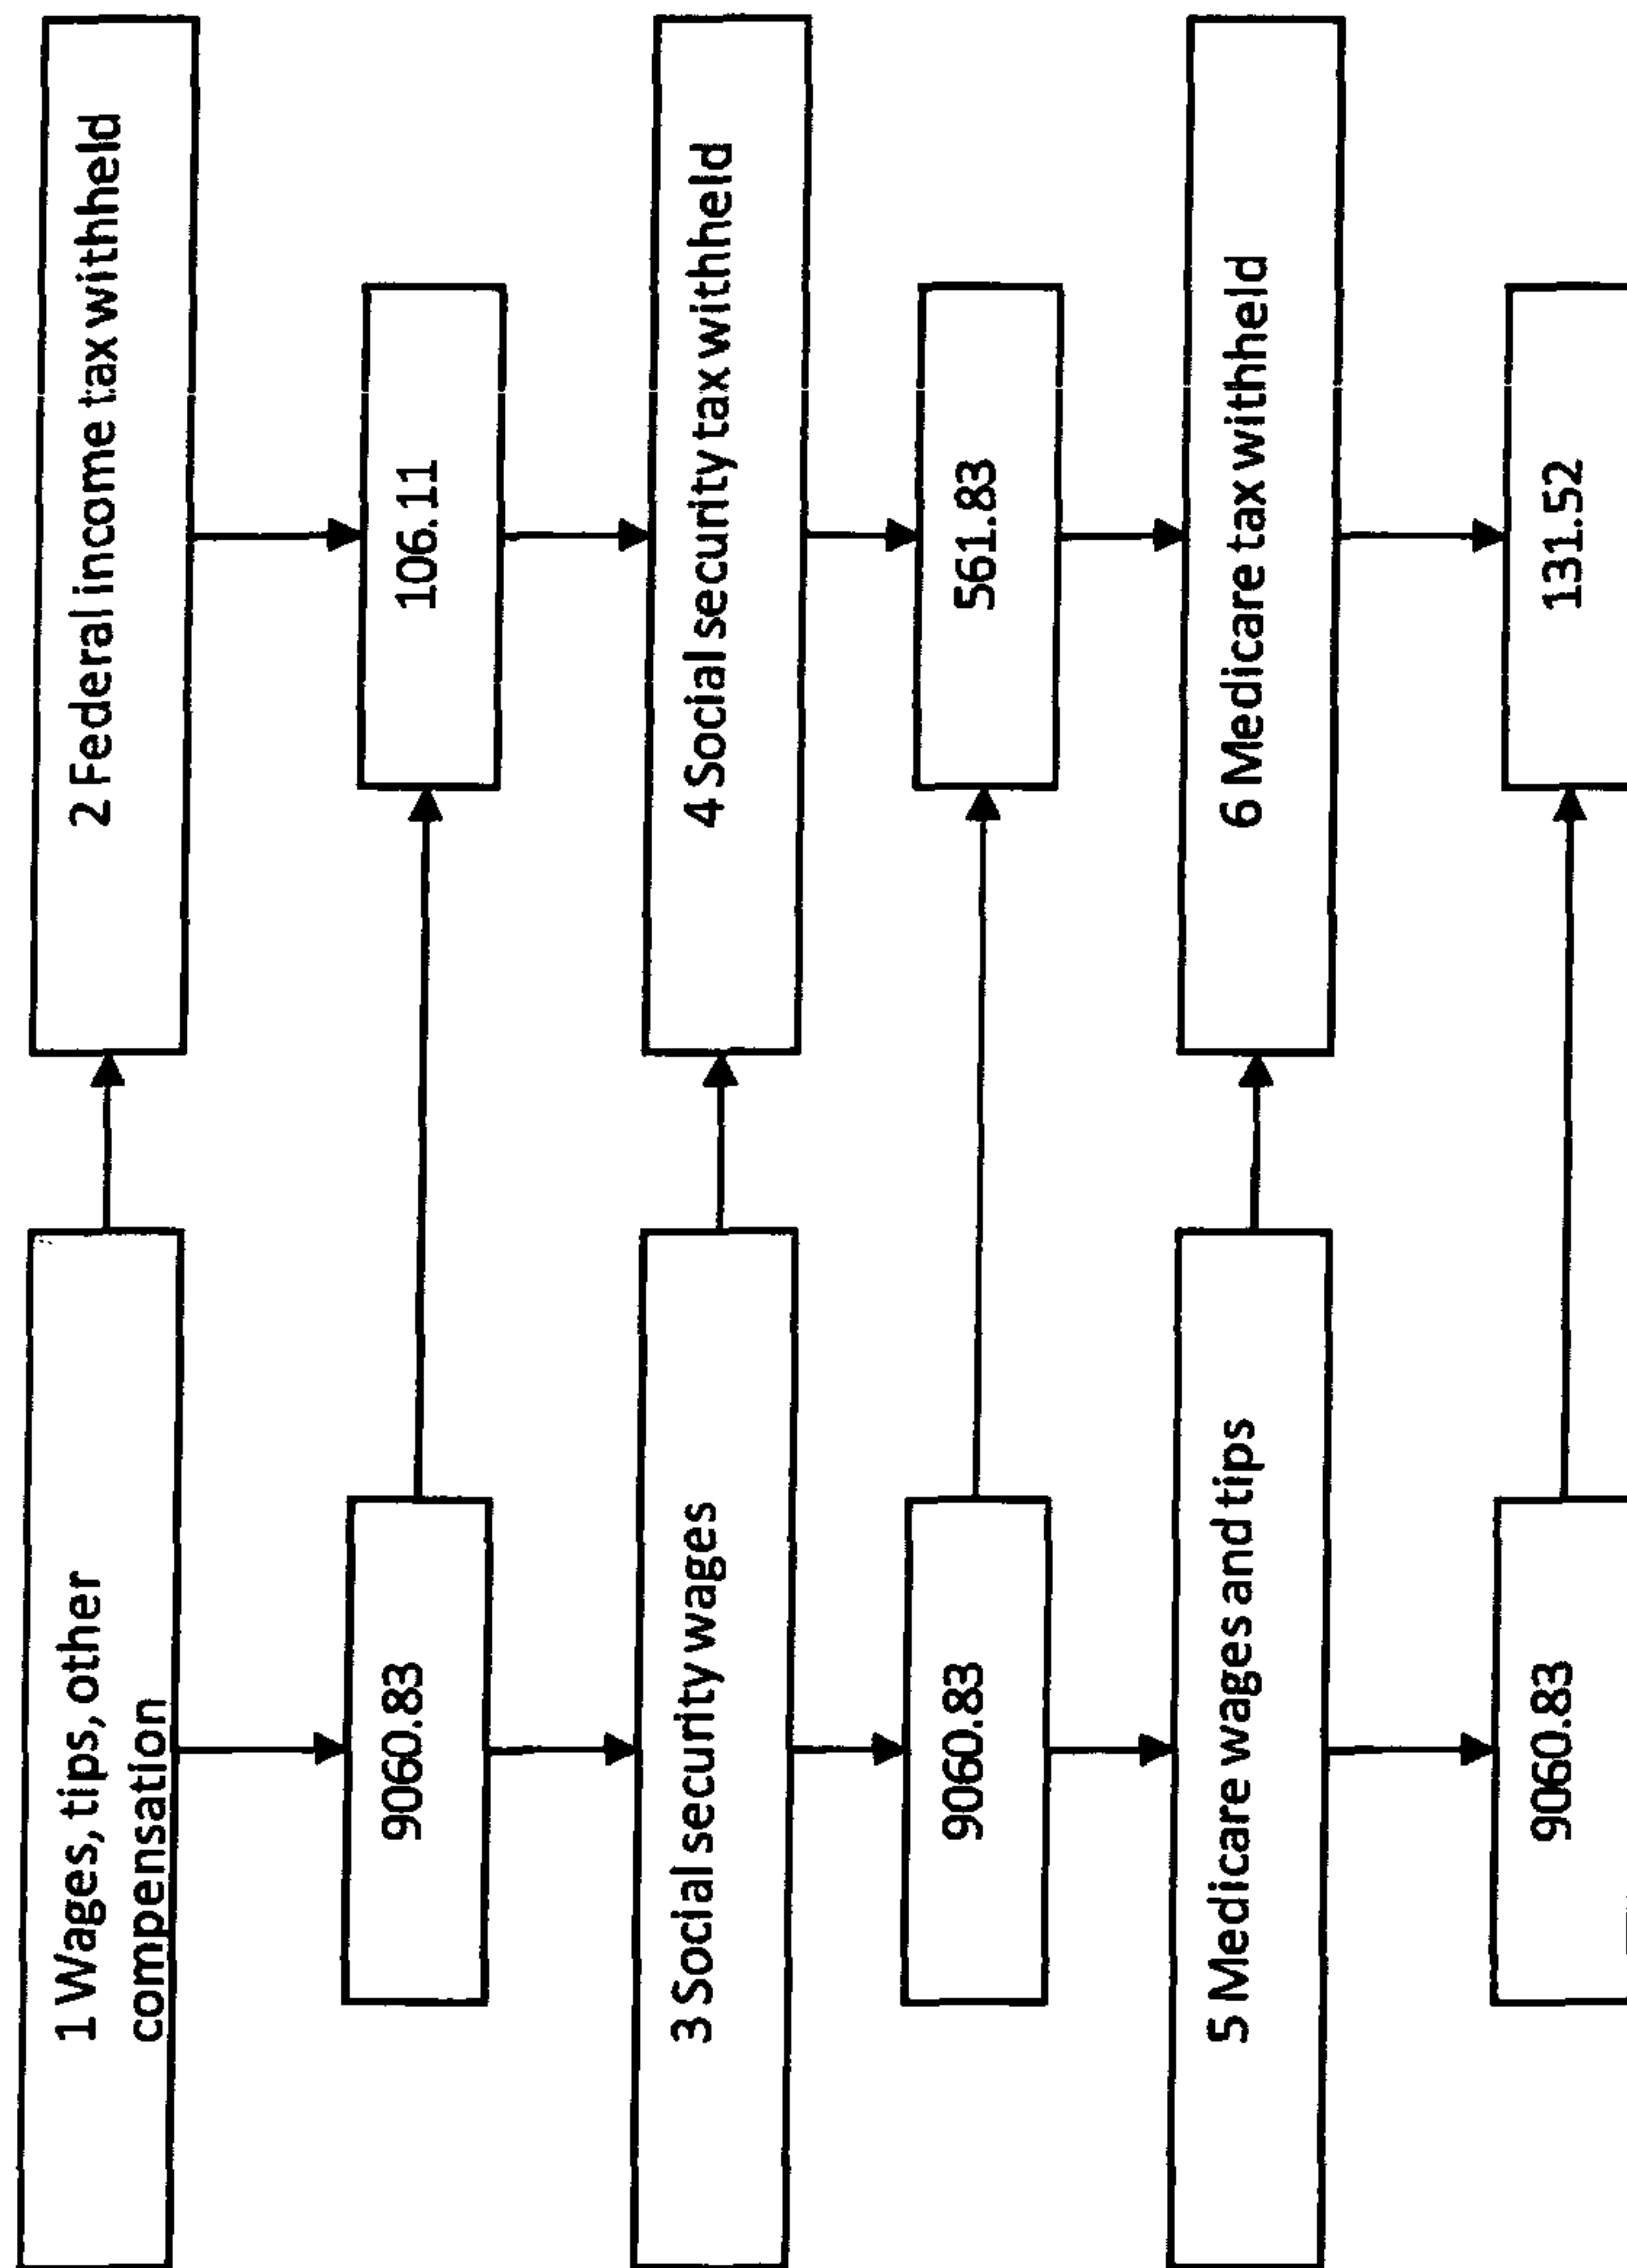 1 Wages, tips, other
compensation
2 Federal income tax withheld
9060.83
106.11
3 Social security wages
4 Social security tax withheld
9060.83
561.83
5 Medicare wages and tips
6 Medicare tax withheld
9060.83
131.52